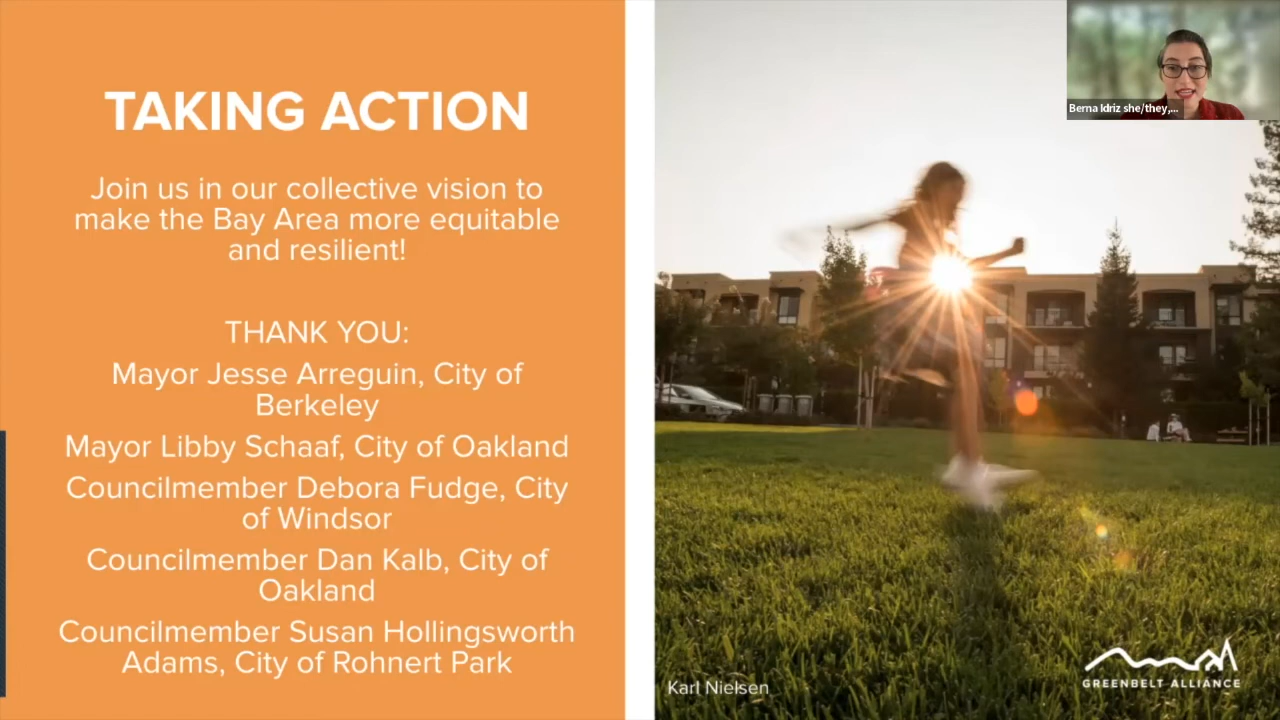 TAKING ACTION
Join us in our collective vision to
make the Bay Area more equitable
and resilient!
THANK YOU:
Mayor Jesse Arreguin, City of
Berkeley
Mayor Libby Schaaf, City of Oakland
Councilmember Debora Fudge, City
of Windsor
Councilmember Dan Kalb, City of
Oakland
Councilmember Susan Hollingsworth
Adams, City of Rohnert Park
Berna Idriz she/they,...
Karl Nielsen
GREENBELT ALLIANCE